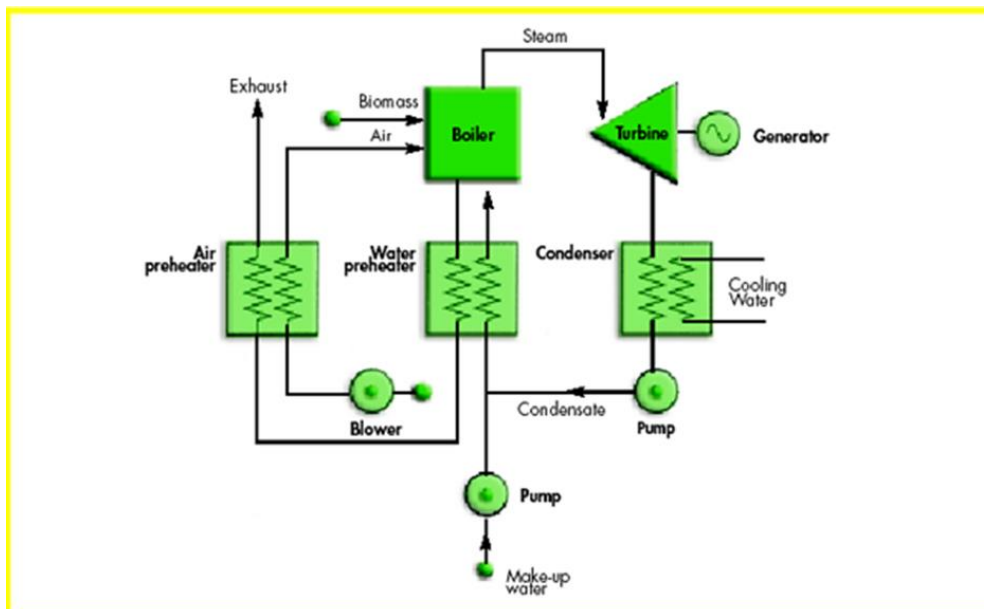 Steam
Exhaust
Biomass
Air
Boiler
Turbine
Generator
Air
preheater
Water
preheater
Condenser
Cooling
Water
Blower
Condensate
Pump
Pump
Make-up
water